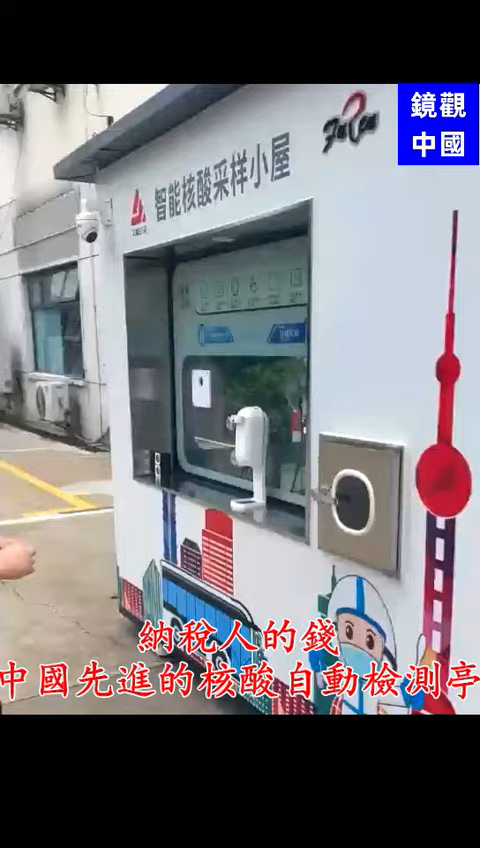 鏡觀
中國
智能核酸采样小屋
納稅人的錢
中國先進的核酸自動檢測亭